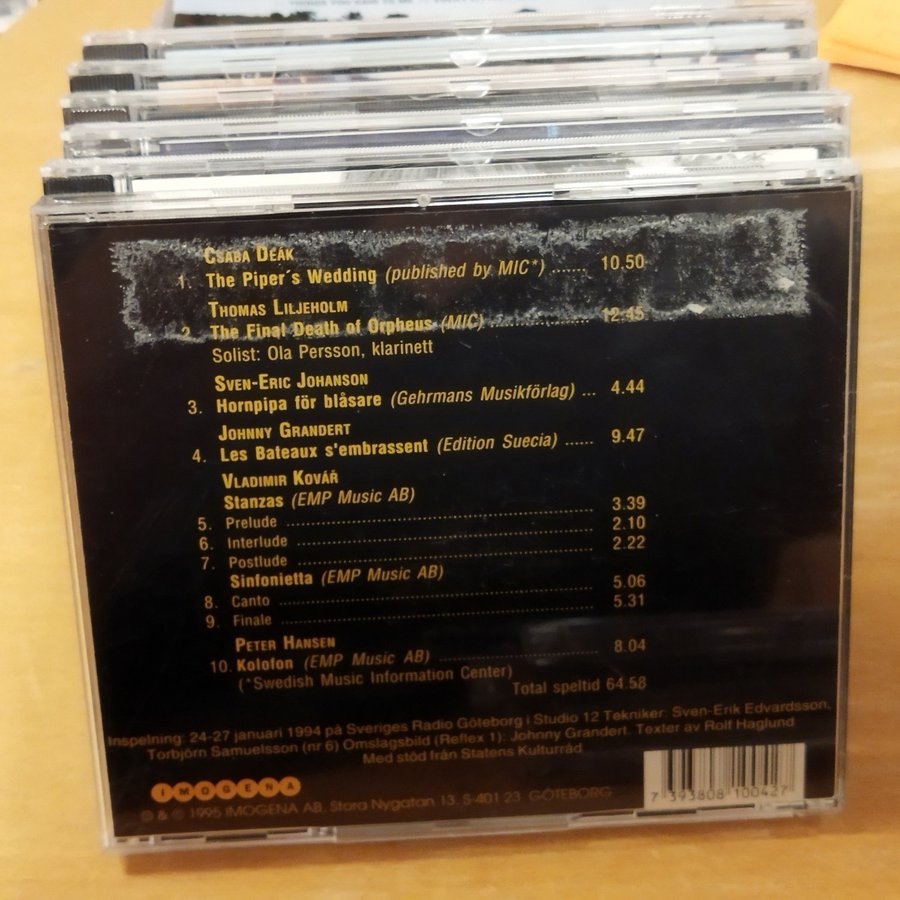 CSABA DEÁK
1. The Piper´s Wedding (published by MIC*) ....... 10.50
THOMAS LILJEHOLM
2. The Final Death of Orpheus (MIC) ..................... 12.45
Solist: Ola Persson, klarinett
SVEN-ERIC JOHANSON
3. Hornpipa för blåsare (Gehrmans Musikförlag) ... 4.44
JOHNNY GRANDERT
4. Les Bateaux s'embrassent (Edition Suecia) ...... 9.47
VLADIMIR KOVÁŘ
Stanzas (EMP Music AB)
5. Prelude ........................................................ 3.39
6. Interlude ...................................................... 2.10
7. Postlude ...................................................... 2.22
Sinfonietta (EMP Music AB)
8. Canto .......................................................... 5.06
9. Finale .......................................................... 5.31
PETER HANSEN
10. Kolofon (EMP Music AB) ............................. 8.04
(*Swedish Music Information Center)
Total speltid 64.58
Inspelning: 24-27 januari 1994 på Sveriges Radio Göteborg i Studio 12 Tekniker: Sven-Erik Edvardsson,
Torbjörn Samuelsson (nr 6) Omslagsbild (Reflex 1): Johnny Grandert. Texter av Rolf Haglund
Med stöd från Statens Kulturråd
IMOGENA
℗ & © 1995 IMOGENA AB. Stora Nygatan 13. S-401 23 GÖTEBORG
7 393808 100427